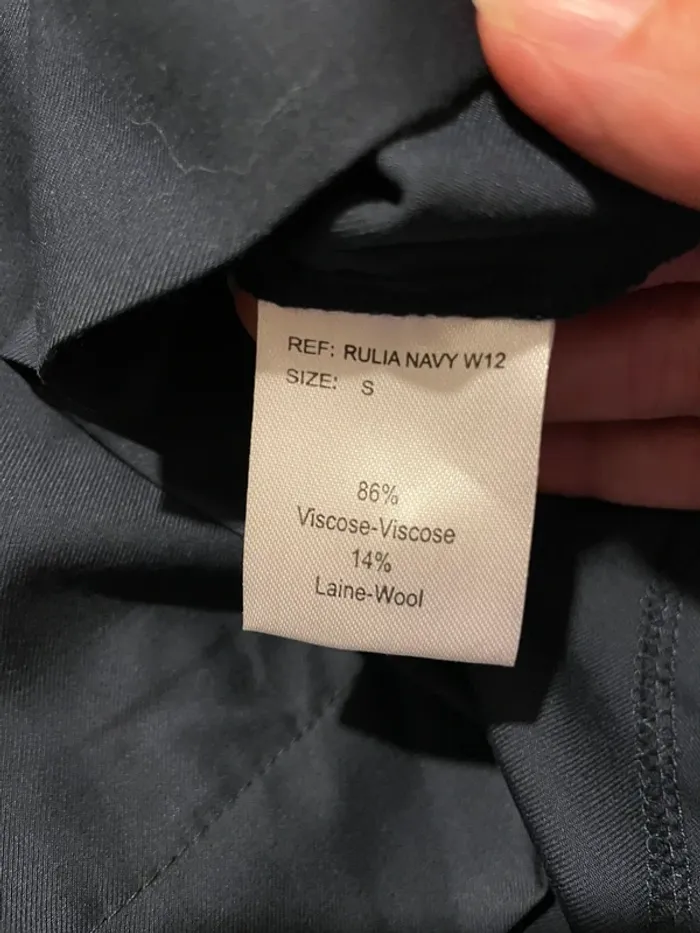 REF: RULIA NAVY W12
SIZE: S
86%
Viscose-Viscose
14%
Laine-Wool